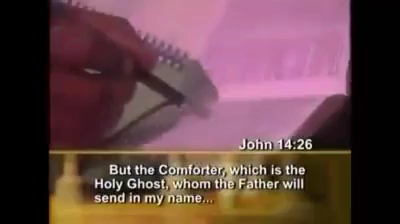 John 14:26
But the Comforter, which is the
Holy Ghost, whom the Father will
send in my name...